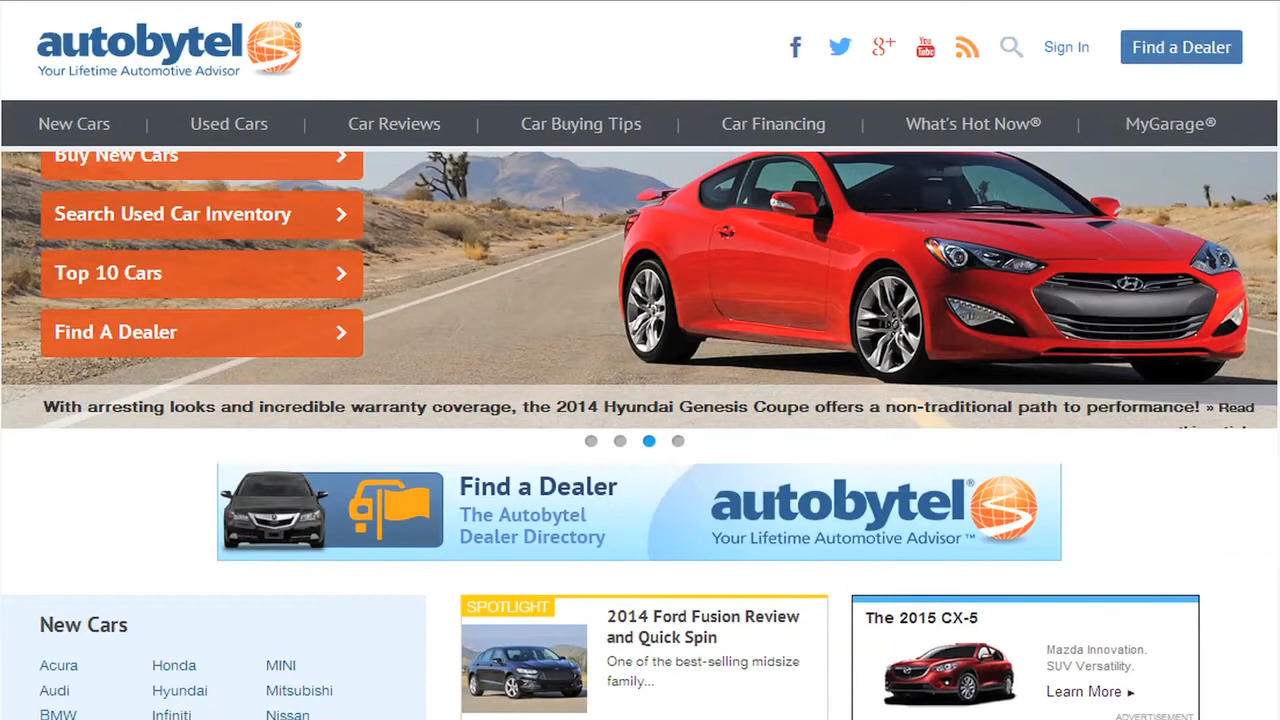 autobytel®
Your Lifetime Automotive Advisor
f
g+
You Tube
Sign In
Find a Dealer
New Cars | Used Cars | Car Reviews | Car Buying Tips | Car Financing | What's Hot Now® | MyGarage®
Buy New Cars
Search Used Car Inventory
Top 10 Cars
Find A Dealer
With arresting looks and incredible warranty coverage, the 2014 Hyundai Genesis Coupe offers a non-traditional path to performance! » Read
Find a Dealer
The Autobytel
Dealer Directory
autobytel®
Your Lifetime Automotive Advisor™
New Cars
Acura Honda MINI
Audi Hyundai Mitsubishi
BMW Infiniti Nissan
SPOTLIGHT
2014 Ford Fusion Review
and Quick Spin
One of the best-selling midsize
family...
The 2015 CX-5
Mazda Innovation.
SUV Versatility.
Learn More ▸
ADVERTISEMENT